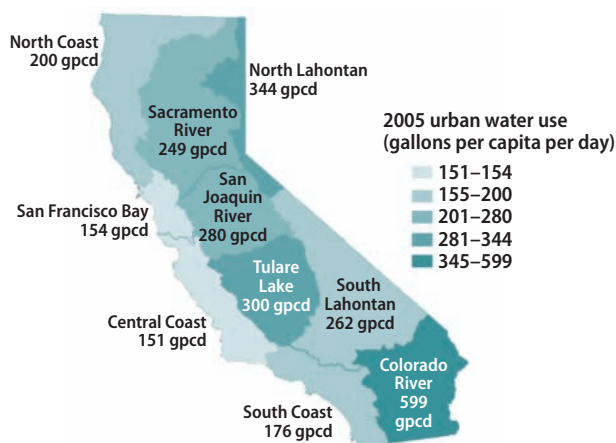 North Coast
200 gpcd
North Lahontan
344 gpcd
Sacramento
River
249 gpcd
2005 urban water use
(gallons per capita per day)
151–154
155–200
201–280
281–344
345–599
San
Joaquin
River
280 gpcd
San Francisco Bay
154 gpcd
Tulare
Lake
300 gpcd
South
Lahontan
262 gpcd
Central Coast
151 gpcd
Colorado
River
599
gpcd
South Coast
176 gpcd